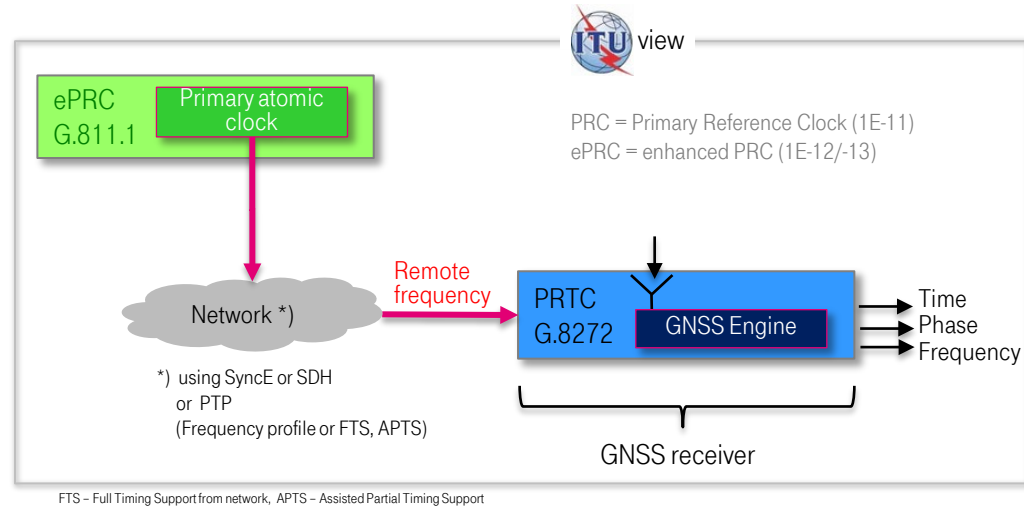 ITU view
ePRC
G.811.1
Primary atomic
clock
PRC = Primary Reference Clock (1E-11)
ePRC = enhanced PRC (1E-12/-13)
Remote
frequency
Network *)
PRTC
G.8272
GNSS Engine
Time
Phase
Frequency
*) using SyncE or SDH
or PTP
(Frequency profile or FTS, APTS)
GNSS receiver
FTS – Full Timing Support from network, APTS – Assisted Partial Timing Support